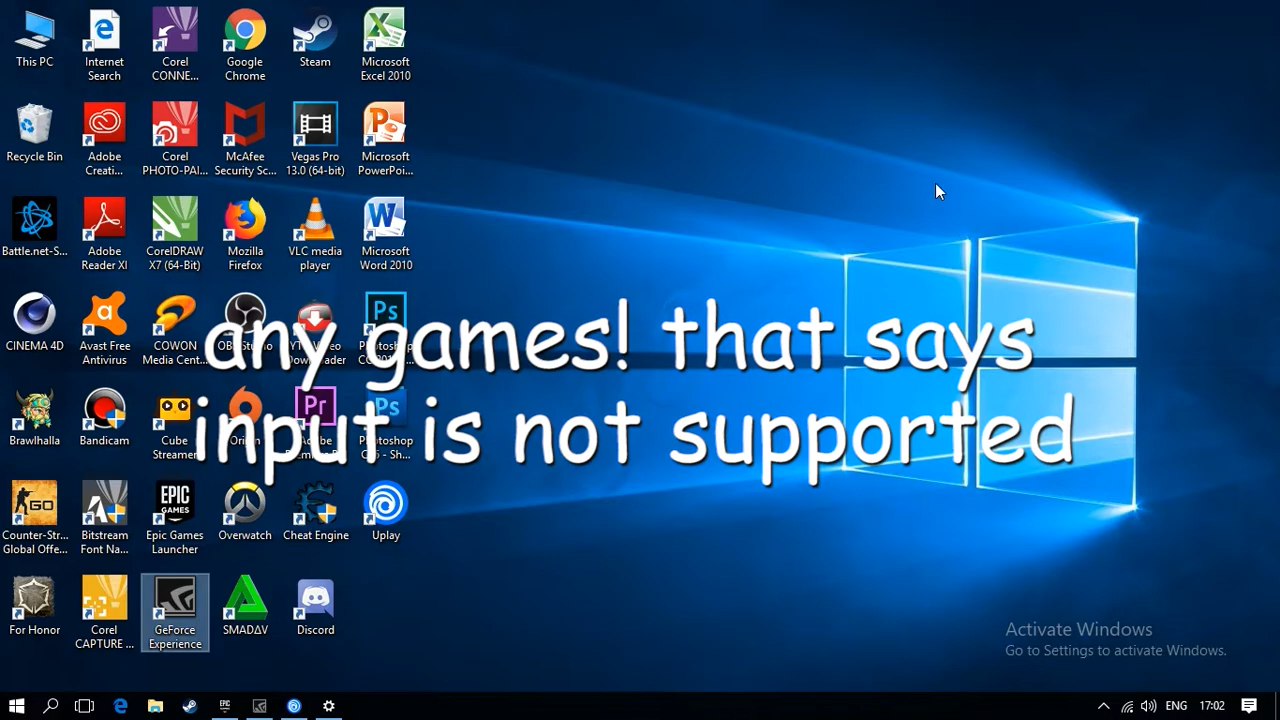 This PC
Internet
Search
Corel
CONNE...
Google
Chrome
Steam
Microsoft
Excel 2010
Recycle Bin
Adobe
Creati...
Corel
PHOTO-PAI...
McAfee
Security Sc...
Vegas Pro
13.0 (64-bit)
Microsoft
PowerPoi...
Battle.net-S...
Adobe
Reader XI
CorelDRAW
X7 (64-Bit)
Mozilla
Firefox
VLC media
player
Microsoft
Word 2010
CINEMA 4D
Avast Free
Antivirus
COWON
Media Cent...
any games! that says
input is not supported
Brawlhalla
Bandicam
Cube
Streamer
Counter-Str...
Global Offe...
Bitstream
Font Na...
Epic Games
Launcher
Overwatch
Cheat Engine
Uplay
For Honor
Corel
CAPTURE ...
GeForce
Experience
SMADΔV
Discord
Activate Windows
Go to Settings to activate Windows.
ENG
17:02